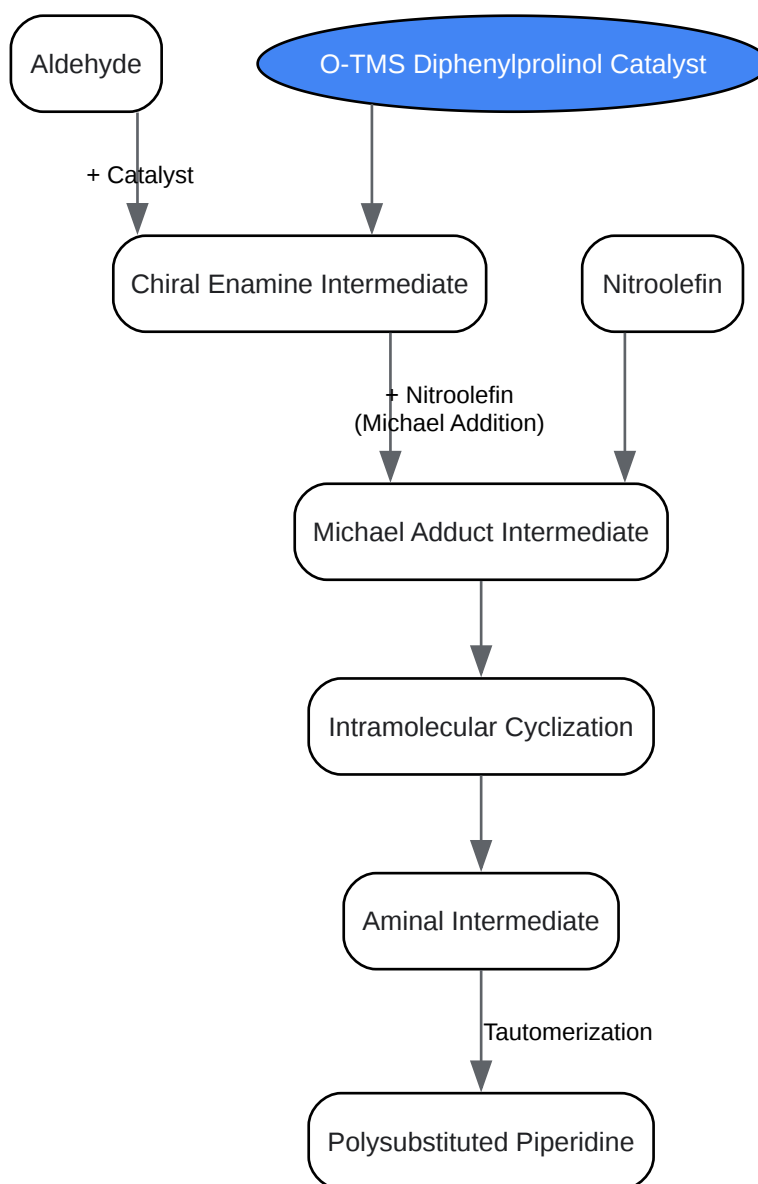 Aldehyde
O-TMS Diphenylprolinol Catalyst
+ Catalyst
Chiral Enamine Intermediate
Nitroolefin
+ Nitroolefin
(Michael Addition)
Michael Adduct Intermediate
Intramolecular Cyclization
Aminal Intermediate
Tautomerization
Polysubstituted Piperidine